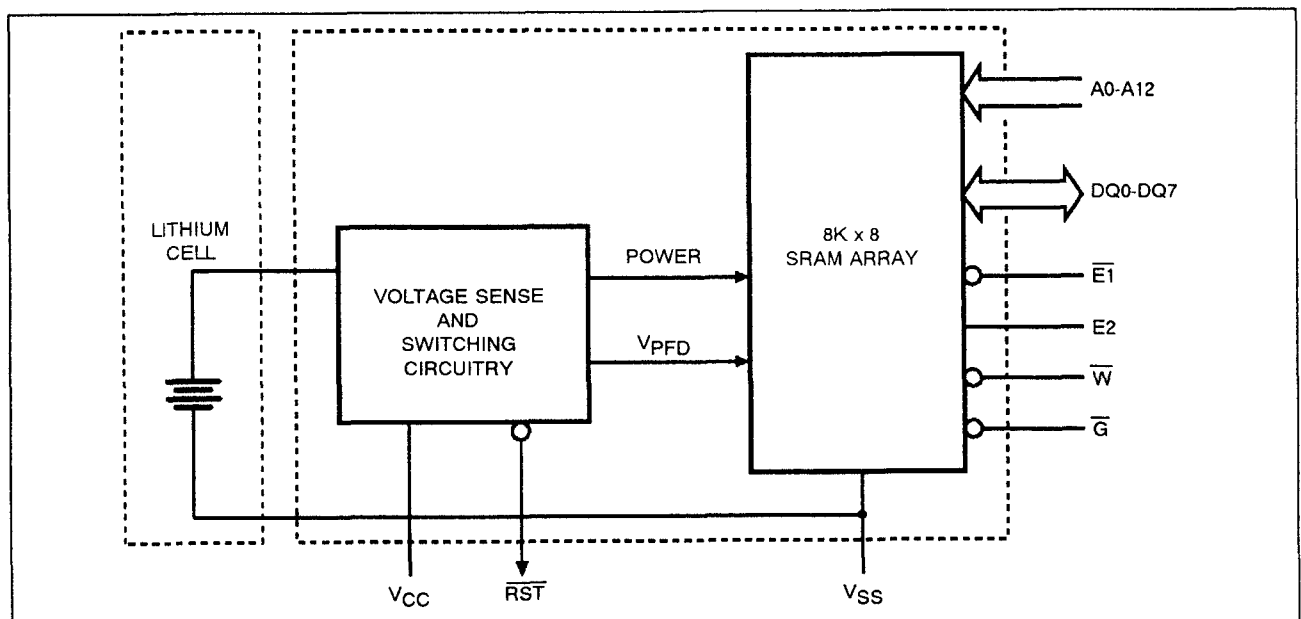 A0-A12
DQ0-DQ7
LITHIUM
CELL
8K x 8
SRAM ARRAY
POWER
E1
VOLTAGE SENSE
AND
SWITCHING
CIRCUITRY
E2
VPFD
W
G
VCC
RST
VSS